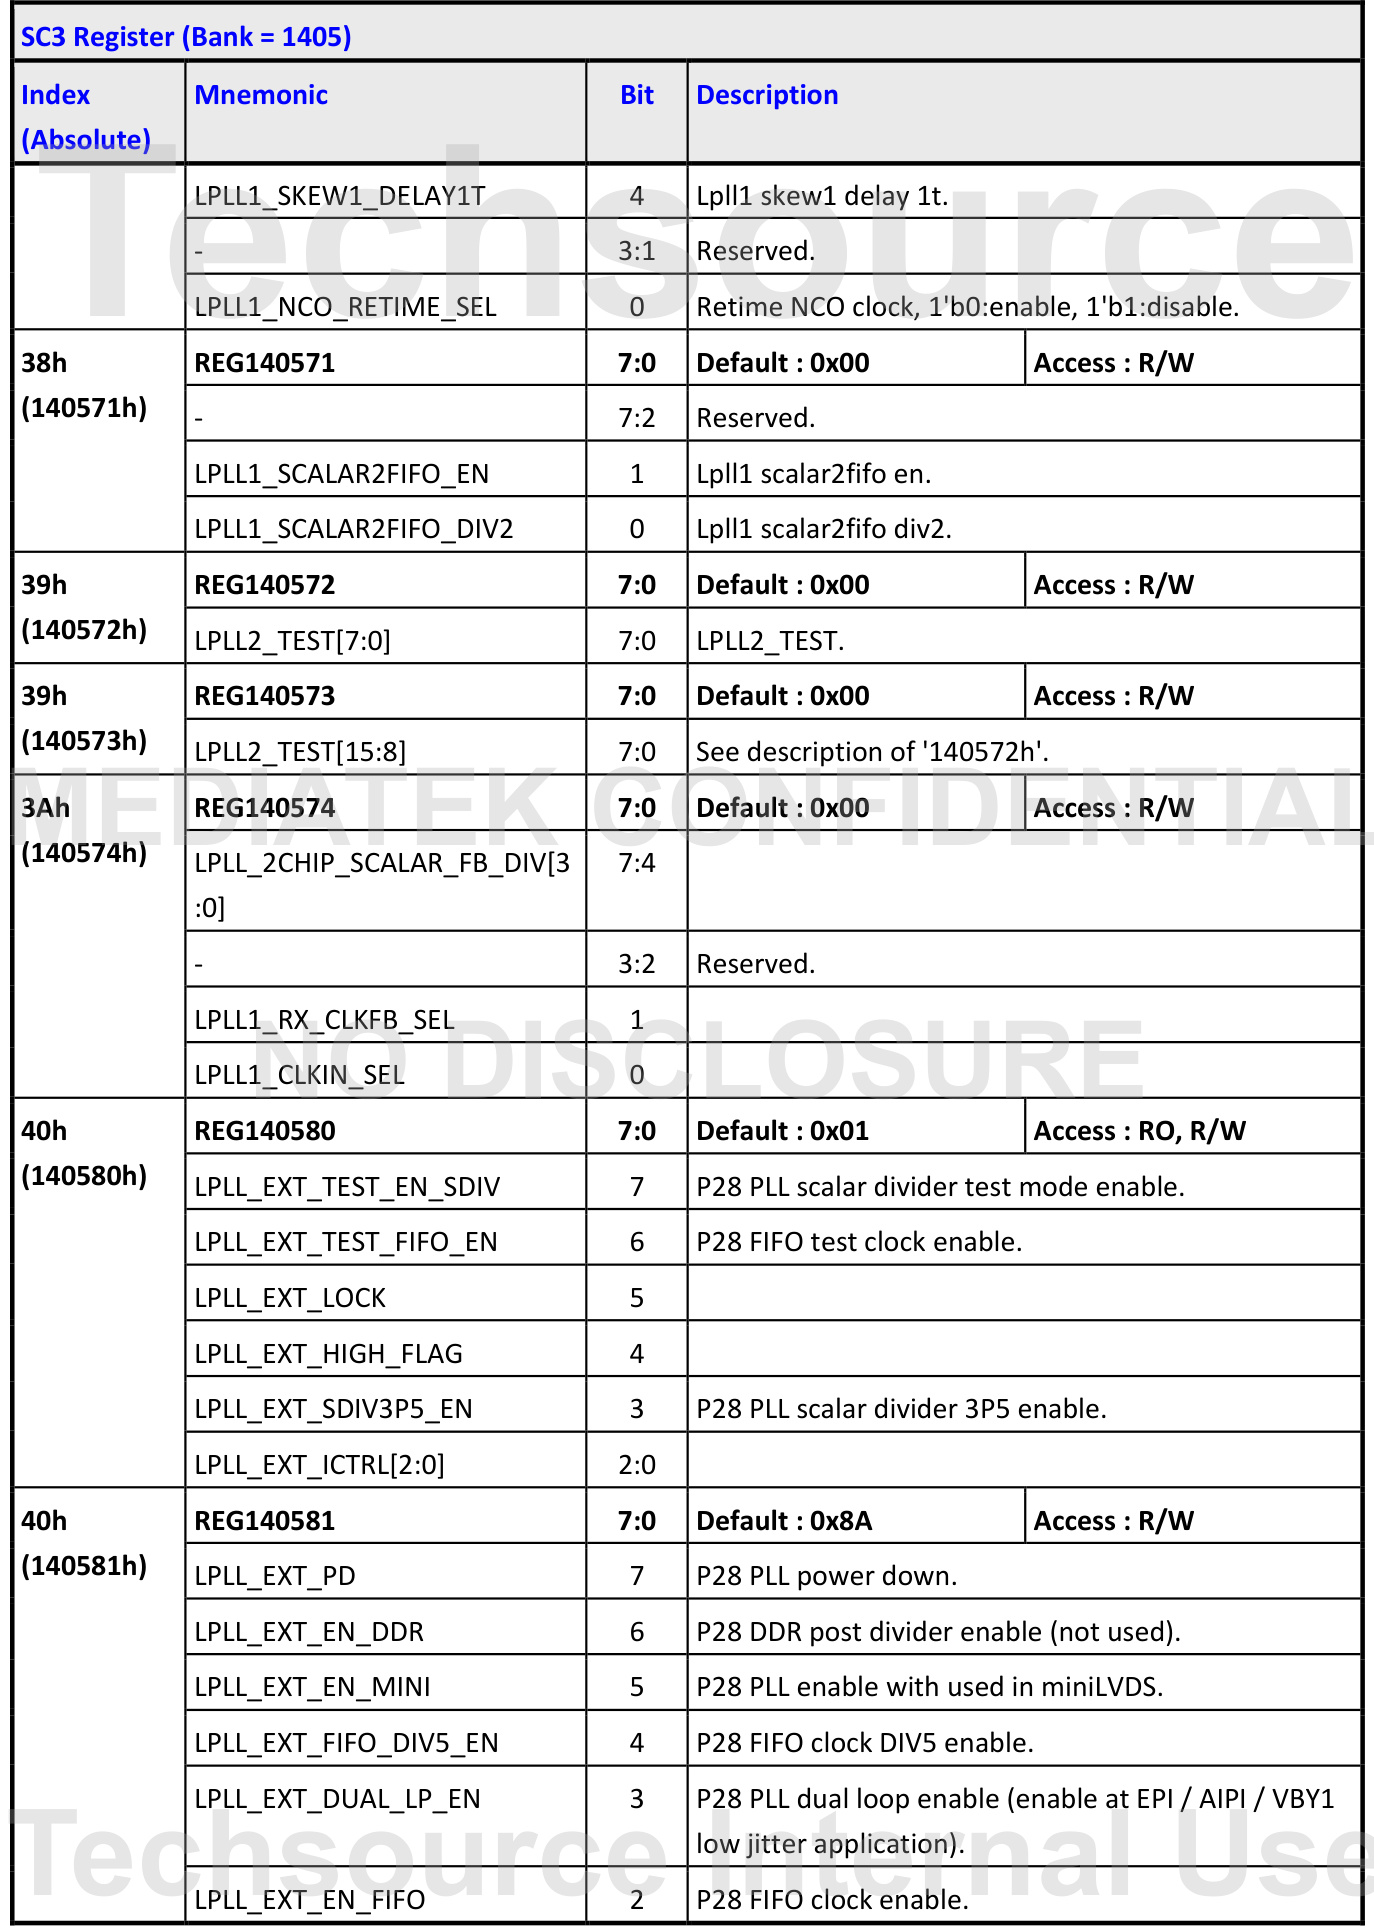 SC3 Register (Bank = 1405)
Index (Absolute) Mnemonic Bit Description
LPLL1_SKEW1_DELAY1T 4 Lpll1 skew1 delay 1t.
- 3:1 Reserved.
LPLL1_NCO_RETIME_SEL 0 Retime NCO clock, 1'b0:enable, 1'b1:disable.
Techsource
38h REG140571 7:0 Default : 0x00 Access : R/W
(140571h)
- 7:2 Reserved.
LPLL1_SCALAR2FIFO_EN 1 Lpll1 scalar2fifo en.
LPLL1_SCALAR2FIFO_DIV2 0 Lpll1 scalar2fifo div2.
39h REG140572 7:0 Default : 0x00 Access : R/W
(140572h)
LPLL2_TEST[7:0] 7:0 LPLL2_TEST.
39h REG140573 7:0 Default : 0x00 Access : R/W
(140573h)
LPLL2_TEST[15:8] 7:0 See description of '140572h'.
MEDIATEK CONFIDENTIAL
3Ah REG140574 7:0 Default : 0x00 Access : R/W
(140574h)
LPLL_2CHIP_SCALAR_FB_DIV[3 7:4
:0]
- 3:2 Reserved.
LPLL1_RX_CLKFB_SEL 1
NO DISCLOSURE
LPLL1_CLKIN_SEL 0
40h REG140580 7:0 Default : 0x01 Access : RO, R/W
(140580h)
LPLL_EXT_TEST_EN_SDIV 7 P28 PLL scalar divider test mode enable.
LPLL_EXT_TEST_FIFO_EN 6 P28 FIFO test clock enable.
LPLL_EXT_LOCK 5
LPLL_EXT_HIGH_FLAG 4
LPLL_EXT_SDIV3P5_EN 3 P28 PLL scalar divider 3P5 enable.
LPLL_EXT_ICTRL[2:0] 2:0
40h REG140581 7:0 Default : 0x8A Access : R/W
(140581h)
LPLL_EXT_PD 7 P28 PLL power down.
LPLL_EXT_EN_DDR 6 P28 DDR post divider enable (not used).
LPLL_EXT_EN_MINI 5 P28 PLL enable with used in miniLVDS.
LPLL_EXT_FIFO_DIV5_EN 4 P28 FIFO clock DIV5 enable.
LPLL_EXT_DUAL_LP_EN 3 P28 PLL dual loop enable (enable at EPI / AIPI / VBY1
low jitter application).
Techsource Internal Use
LPLL_EXT_EN_FIFO 2 P28 FIFO clock enable.